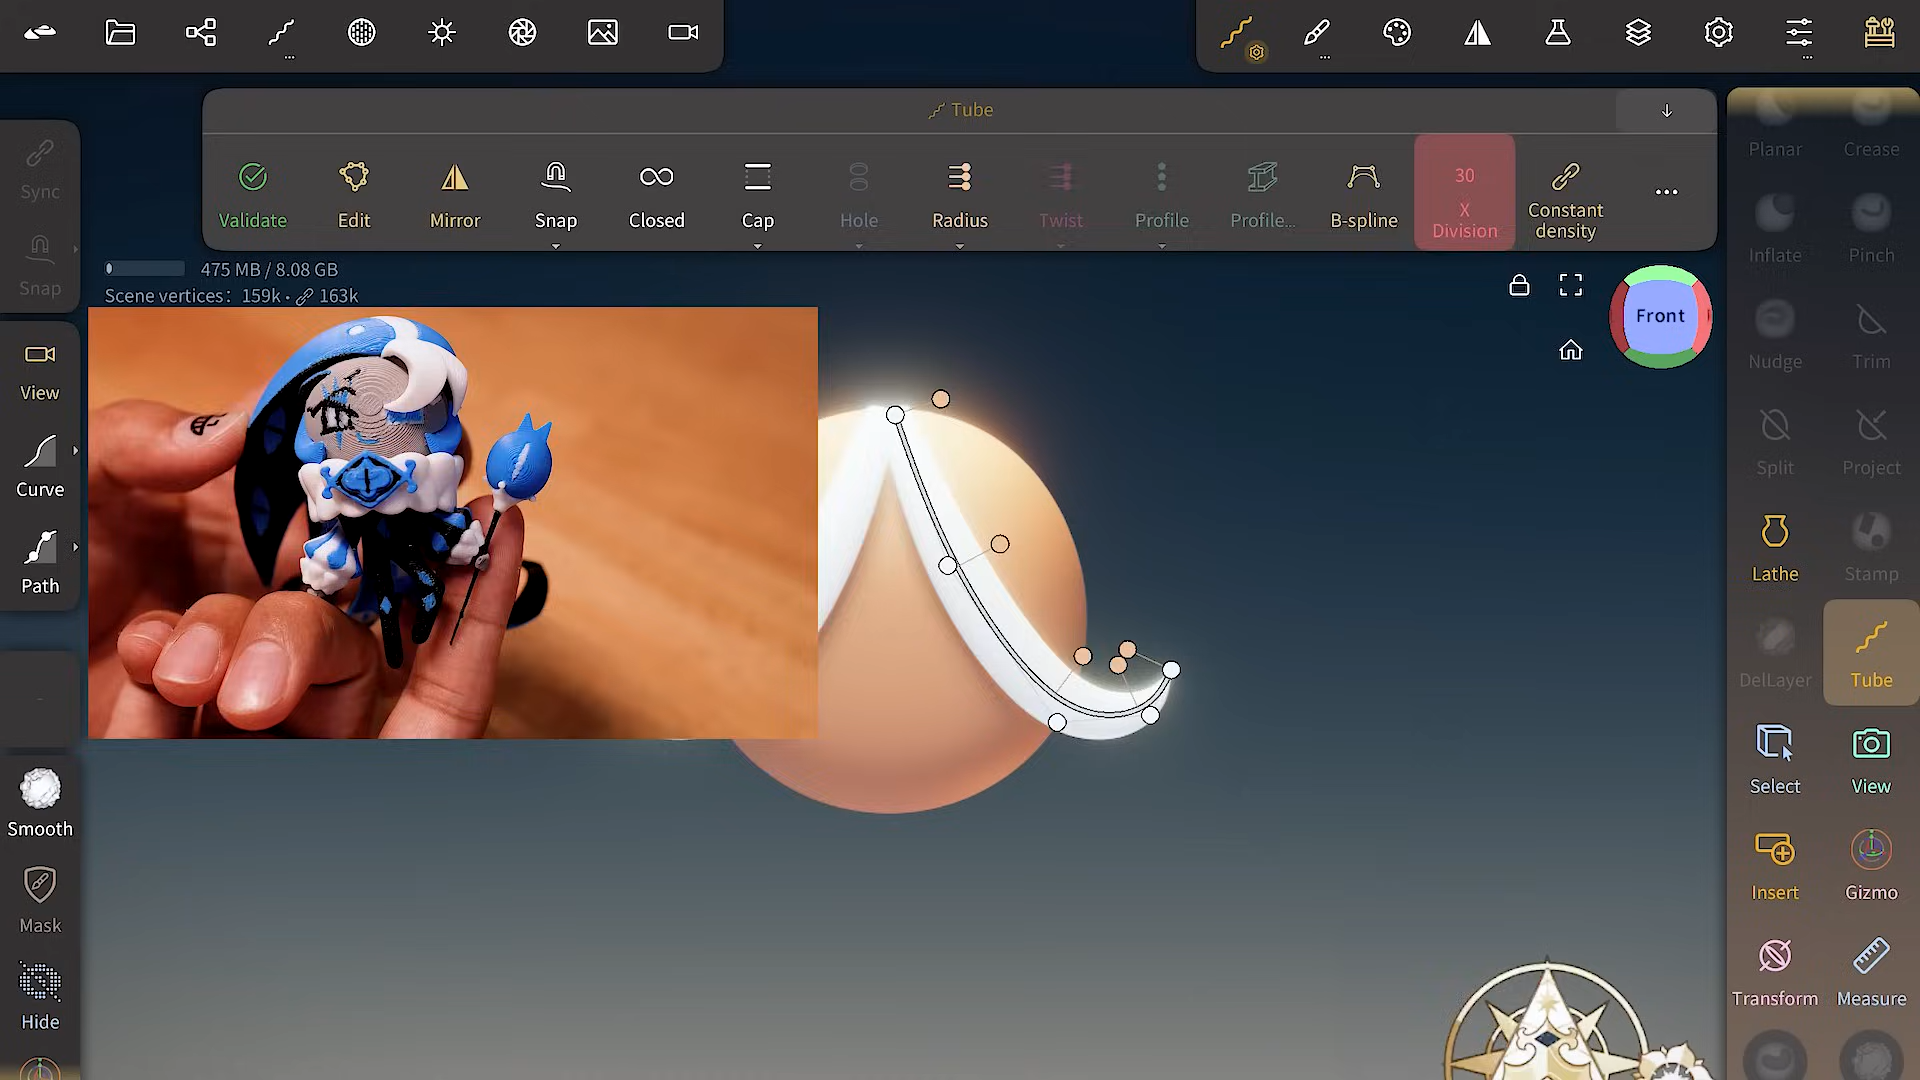 Tube
Sync
Snap
View
Curve
Path
Smooth
Mask
Hide
Validate
Edit
Mirror
Snap
Closed
Cap
Hole
Radius
Twist
Profile
Profile...
B-spline
30
X
Division
Constant
density
...
475 MB / 8.08 GB
Scene vertices: 159k • 163k
Front
Planar
Crease
Inflate
Pinch
Nudge
Trim
Split
Project
Lathe
Stamp
DelLayer
Tube
Select
View
Insert
Gizmo
Transform
Measure